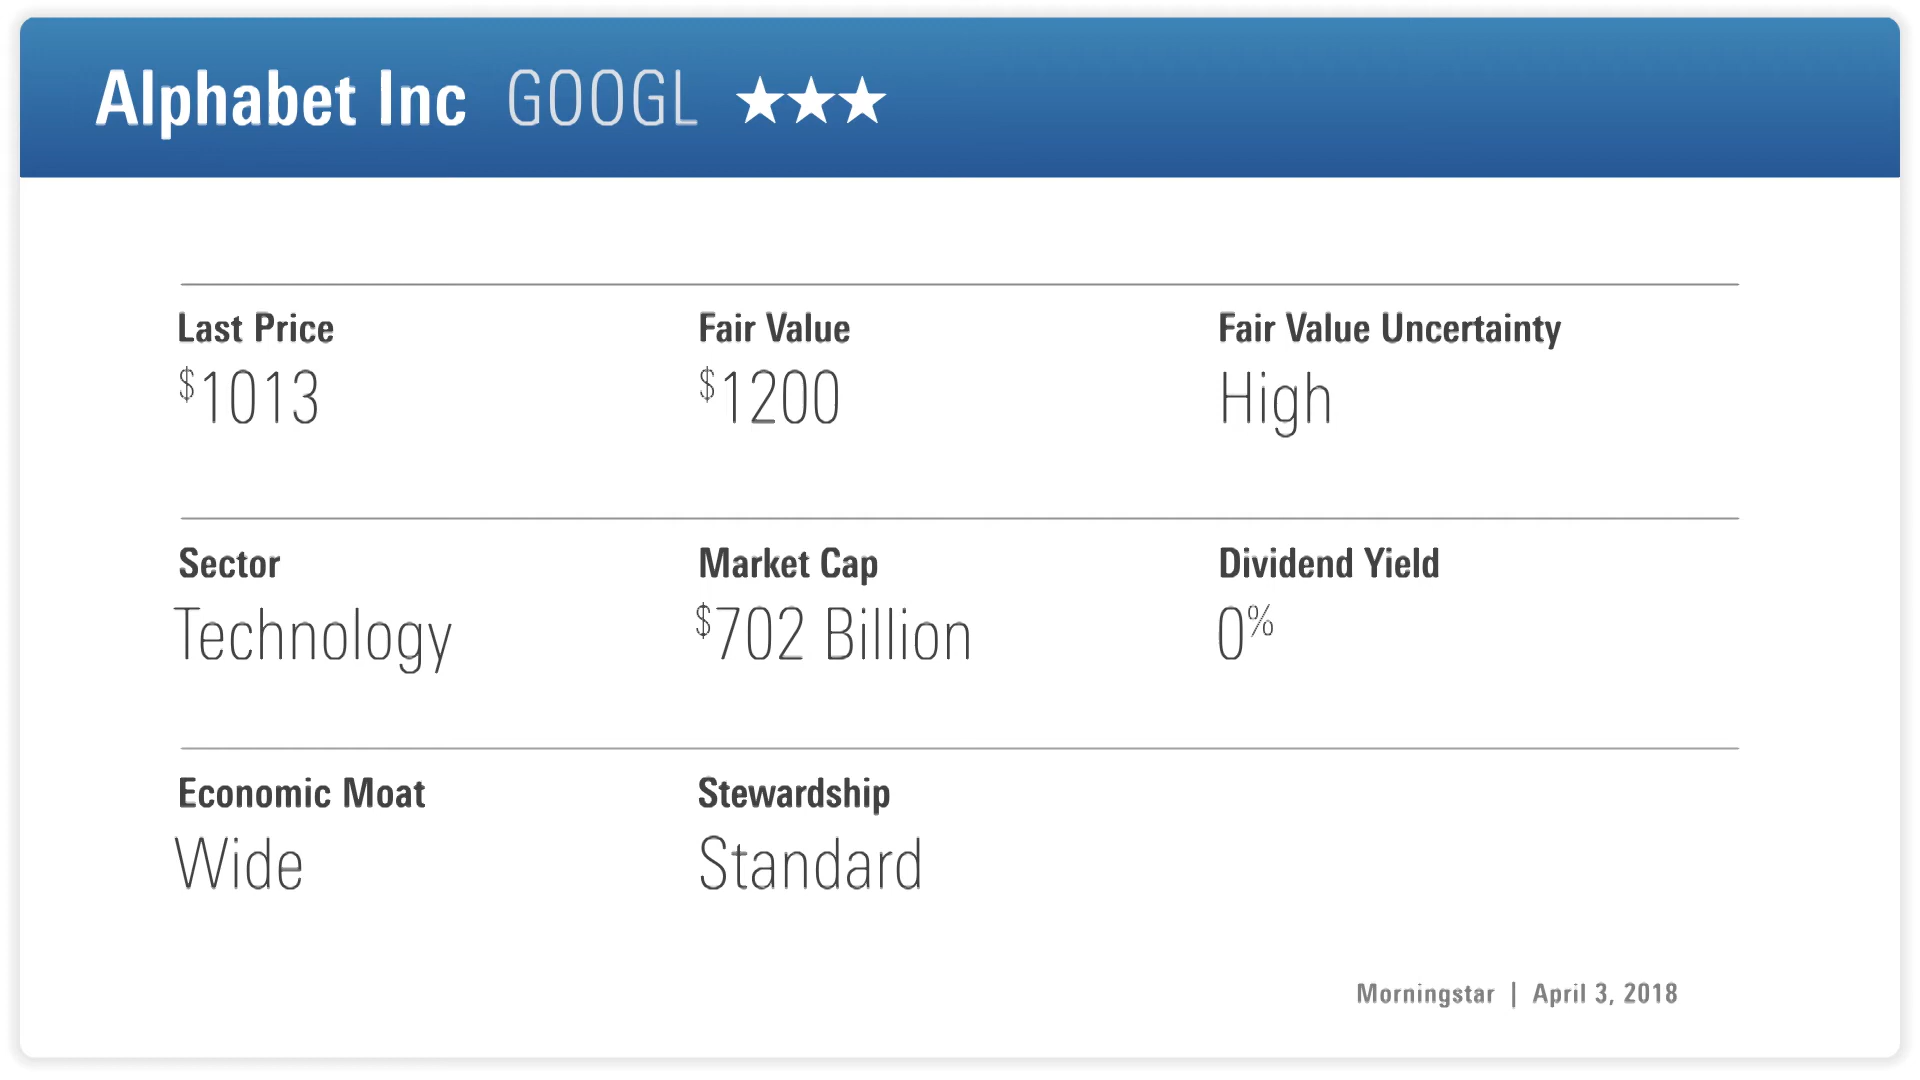 Alphabet Inc GOOGL ★★★
Last Price Fair Value Fair Value Uncertainty
$1013 $1200 High
Sector Market Cap Dividend Yield
Technology $702 Billion 0%
Economic Moat Stewardship
Wide Standard
Morningstar | April 3, 2018